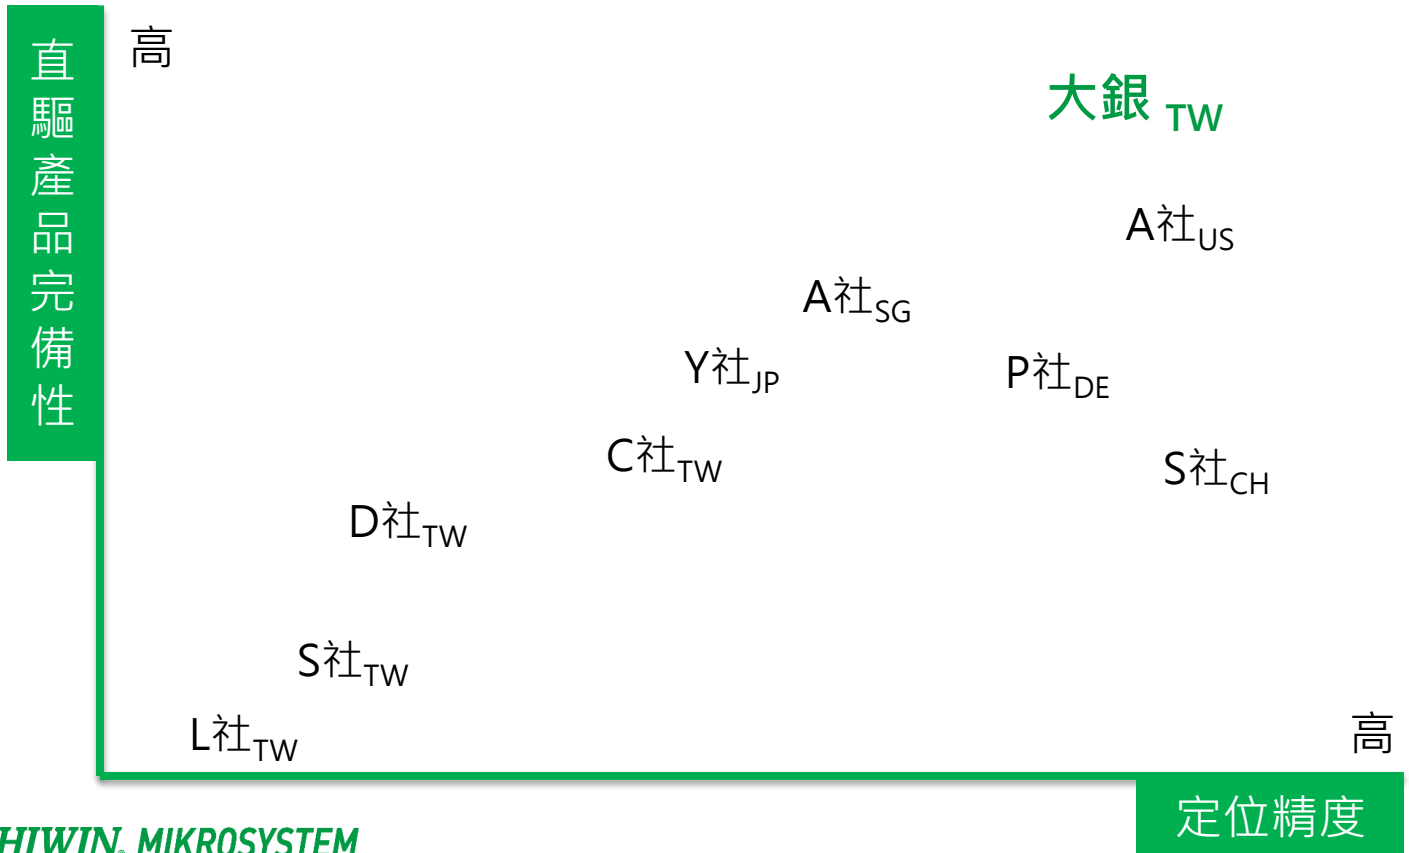 直驅產品完備性
高
大銀 TW
A社US
A社SG
Y社JP
P社DE
C社TW
S社CH
D社TW
S社TW
L社TW
高
定位精度
HIWIN® MIKROSYSTEM